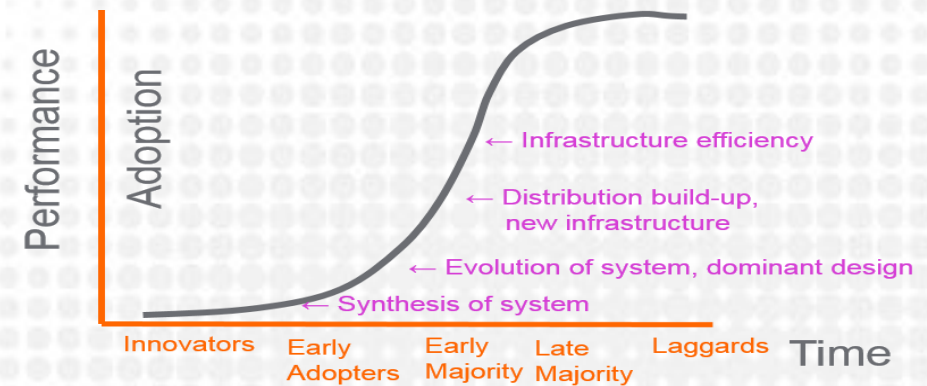 Performance
Adoption
← Infrastructure efficiency
← Distribution build-up,
new infrastructure
← Evolution of system, dominant design
← Synthesis of system
Innovators
Early
Adopters
Early
Majority
Late
Majority
Laggards
Time